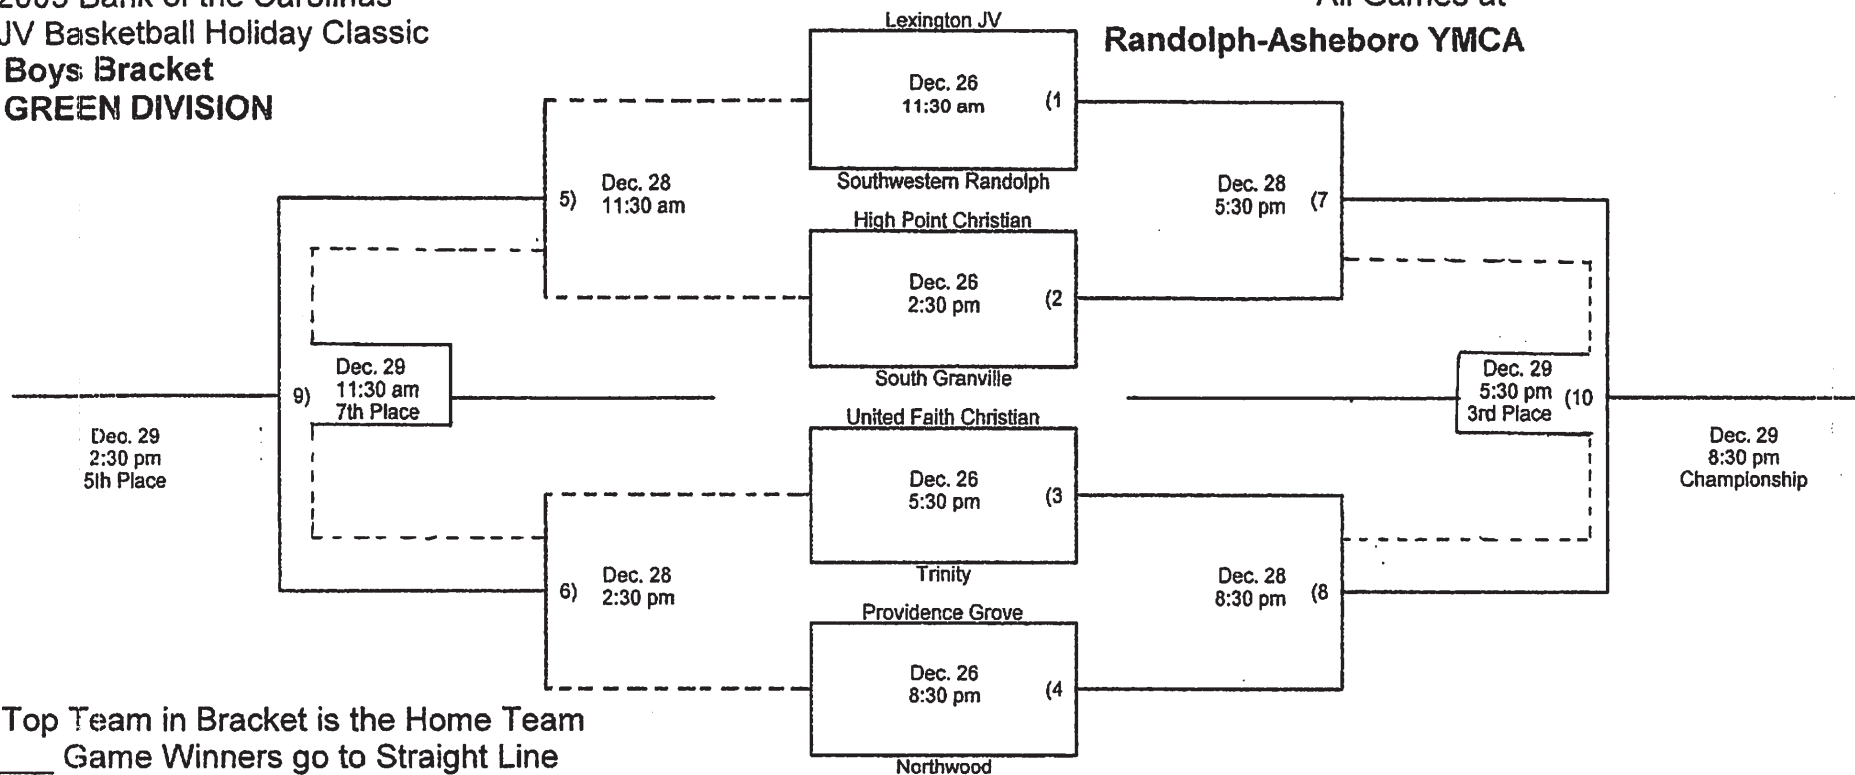 JV Basketball Holiday Classic
Boys Bracket
GREEN DIVISION
All Games at
Randolph-Asheboro YMCA
Lexington JV
Dec. 26
11:30 am
(1
Southwestern Randolph
High Point Christian
Dec. 26
2:30 pm
(2
South Granville
United Faith Christian
Dec. 26
5:30 pm
(3
Trinity
Providence Grove
Dec. 26
8:30 pm
(4
Northwood
5)
Dec. 28
11:30 am
6)
Dec. 28
2:30 pm
Dec. 28
5:30 pm
(7
Dec. 28
8:30 pm
(8
9)
Dec. 29
11:30 am
7th Place
Dec. 29
2:30 pm
5th Place
Dec. 29
5:30 pm
3rd Place
(10
Dec. 29
8:30 pm
Championship
Top Team in Bracket is the Home Team
___ Game Winners go to Straight Line